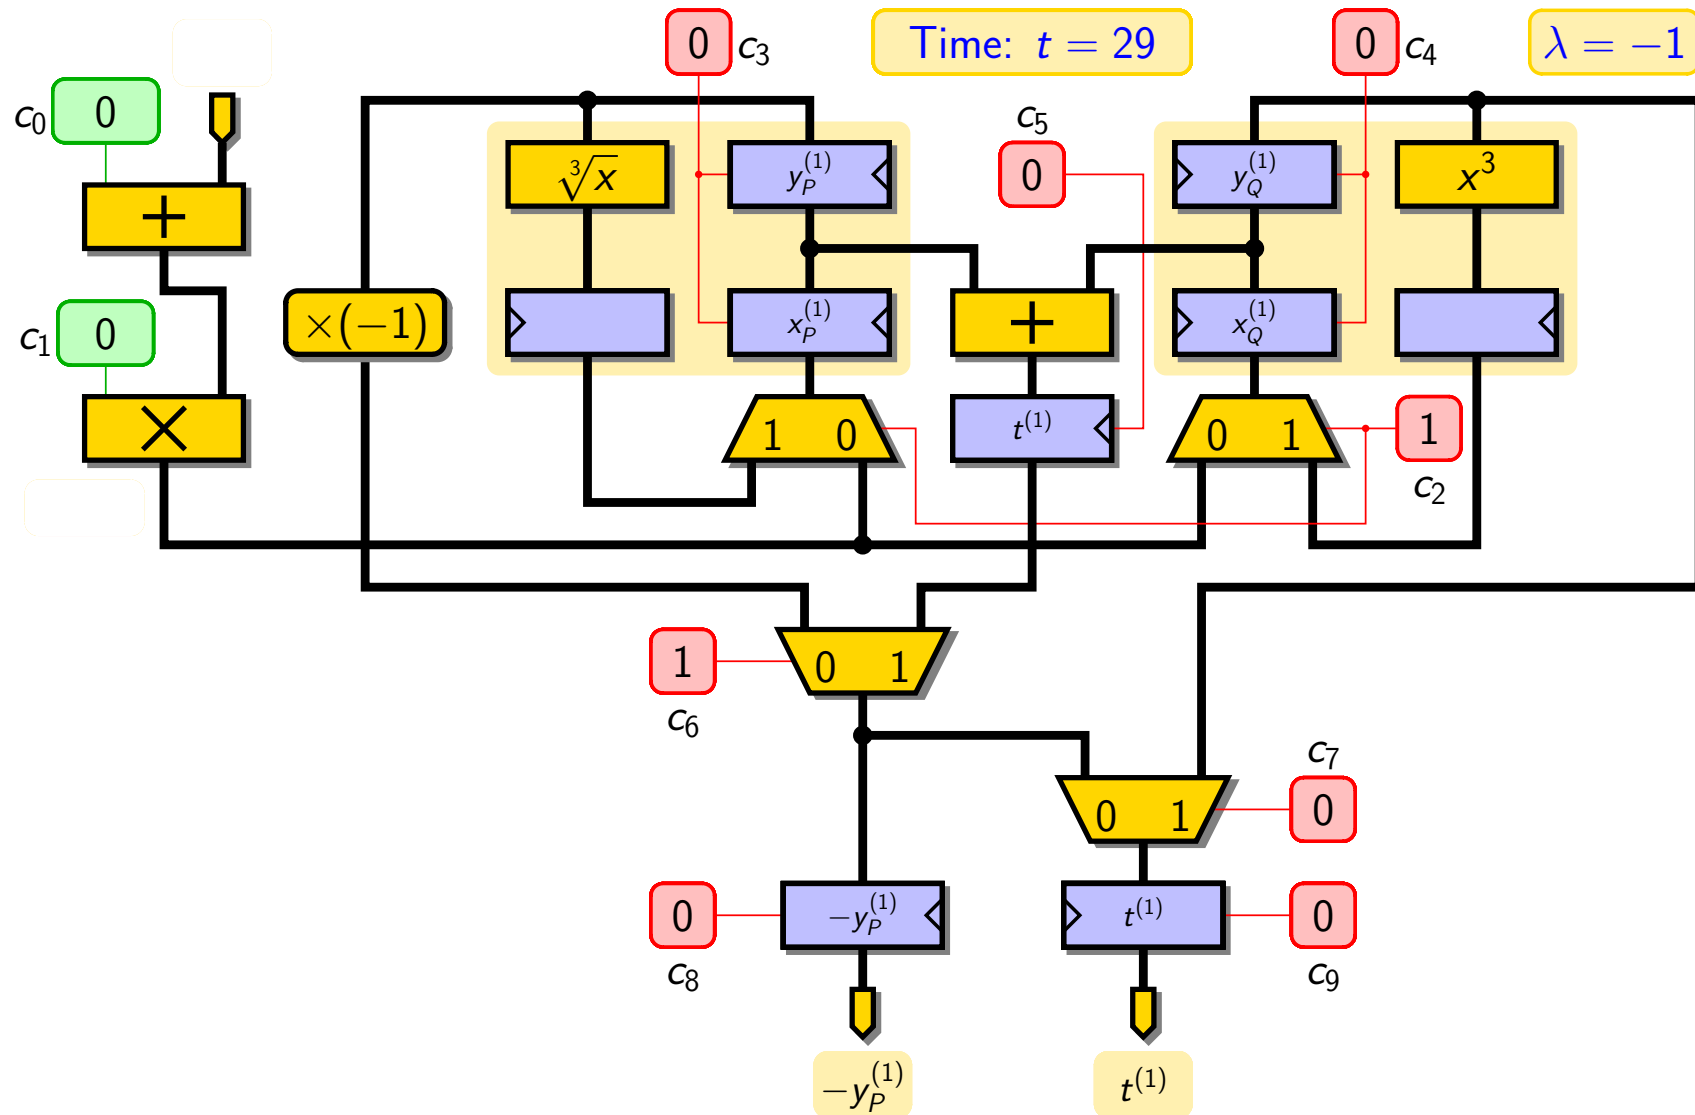 0 c₃ Time: t = 29 0 c₄ λ = −1
c₀ 0
c₅
0
∛x y_P^(1) y_Q^(1) x³
+
c₁ 0 ×(−1) x_P^(1) + x_Q^(1)
× 1 0 t^(1) 0 1 1
c₂
1 0 1
c₆
c₇
0 1 0
0 −y_P^(1) t^(1) 0
c₈ c₉
−y_P^(1) t^(1)